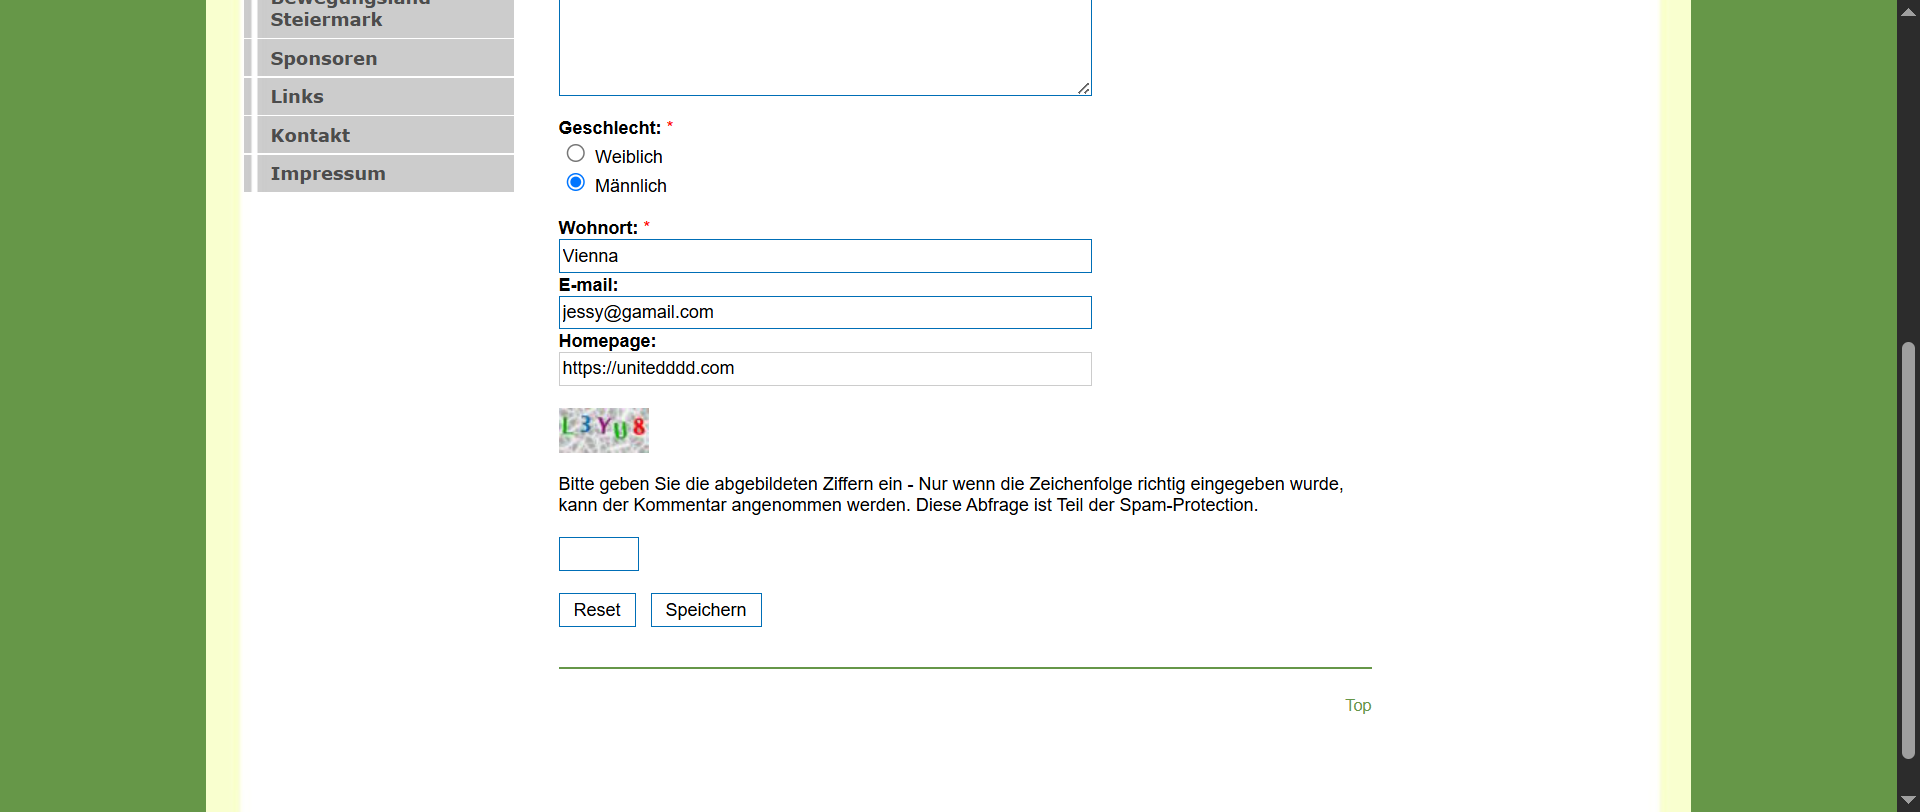 Bewegungsland
Steiermark
Sponsoren
Links
Kontakt
Impressum
Geschlecht: *
Weiblich
Männlich
Wohnort: *
Vienna
E-mail:
jessy@gamail.com
Homepage:
https://unitedddd.com
L3YU8
Bitte geben Sie die abgebildeten Ziffern ein - Nur wenn die Zeichenfolge richtig eingegeben wurde,
kann der Kommentar angenommen werden. Diese Abfrage ist Teil der Spam-Protection.
Reset Speichern
Top